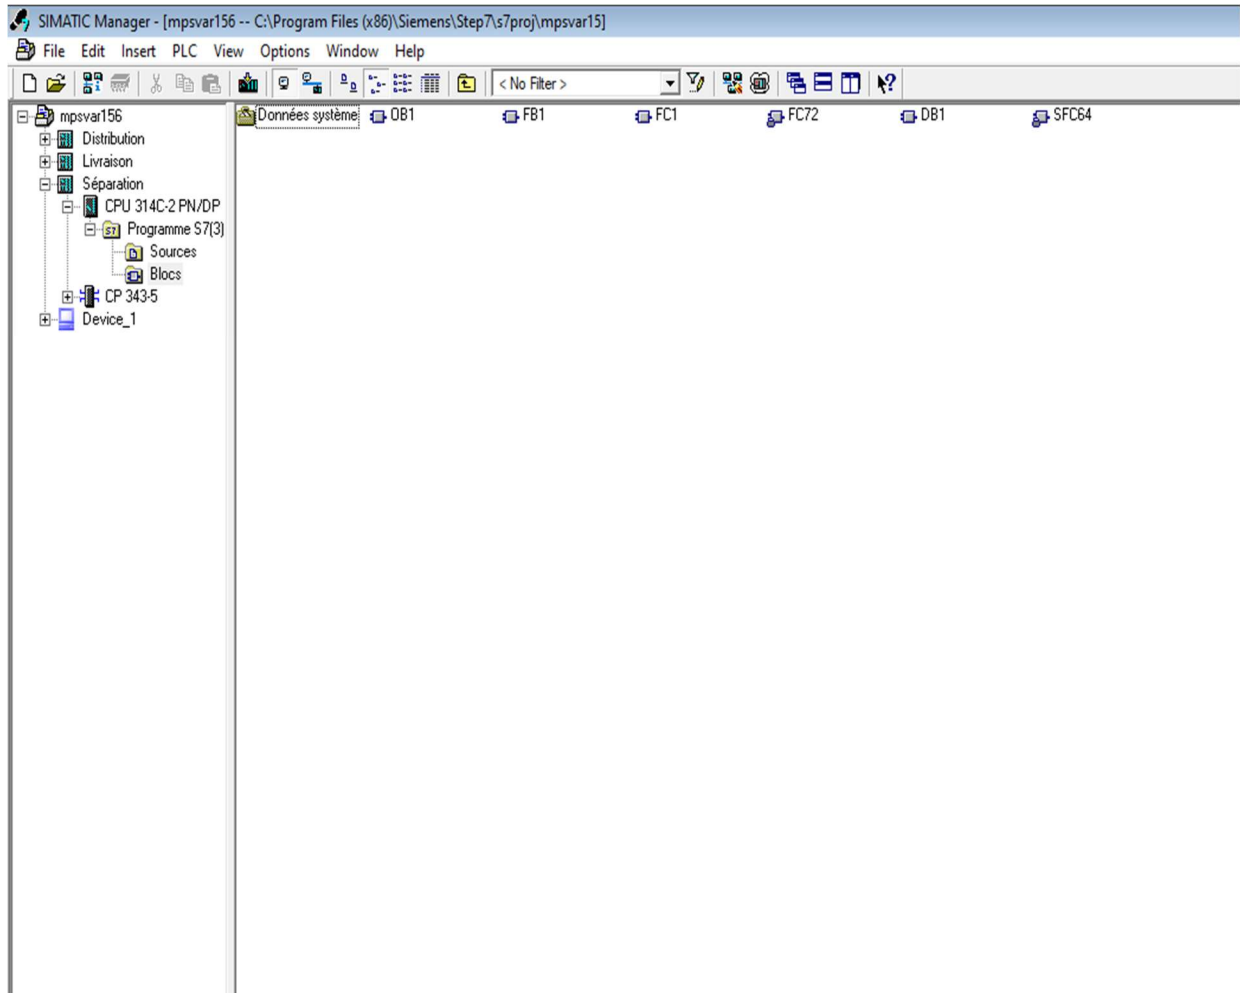 SIMATIC Manager - [mpsvar156 -- C:\Program Files (x86)\Siemens\Step7\s7proj\mpsvar15]
File Edit Insert PLC View Options Window Help
< No Filter >
mpsvar156
Distribution
Livraison
Séparation
CPU 314C-2 PN/DP
Programme S7(3)
Sources
Blocs
CP 343-5
Device_1
Données système OB1 FB1 FC1 FC72 DB1 SFC64